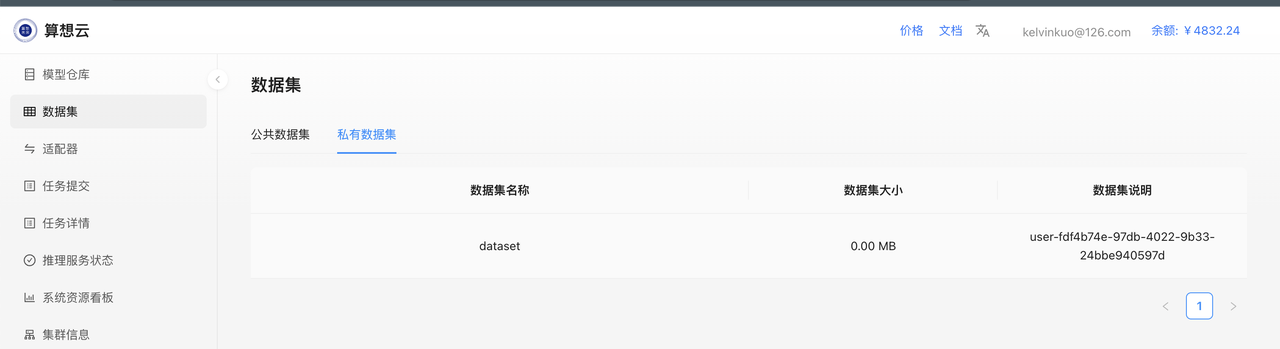 算想云
价格 文档 kelvinkuo@126.com 余额: ¥4832.24
模型仓库
数据集
适配器
任务提交
任务详情
推理服务状态
系统资源看板
集群信息
数据集
公共数据集 私有数据集
数据集名称 数据集大小 数据集说明
dataset 0.00 MB user-fdf4b74e-97db-4022-9b33-
24bbe940597d
1